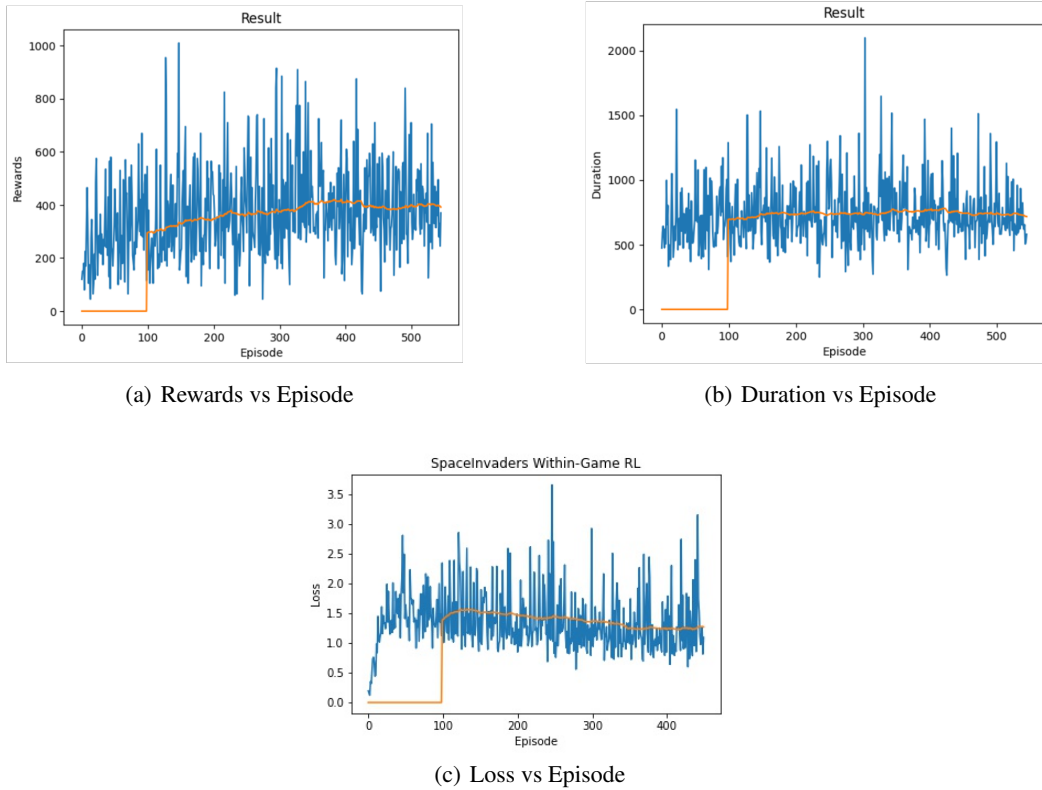 Result
1000
800
600
400
200
0
Rewards
0 100 200 300 400 500
Episode
(a) Rewards vs Episode
Result
2000
1500
1000
500
0
Duration
0 100 200 300 400 500
Episode
(b) Duration vs Episode
SpaceInvaders Within-Game RL
3.5
3.0
2.5
2.0
1.5
1.0
0.5
0.0
Loss
0 100 200 300 400
Episode
(c) Loss vs Episode